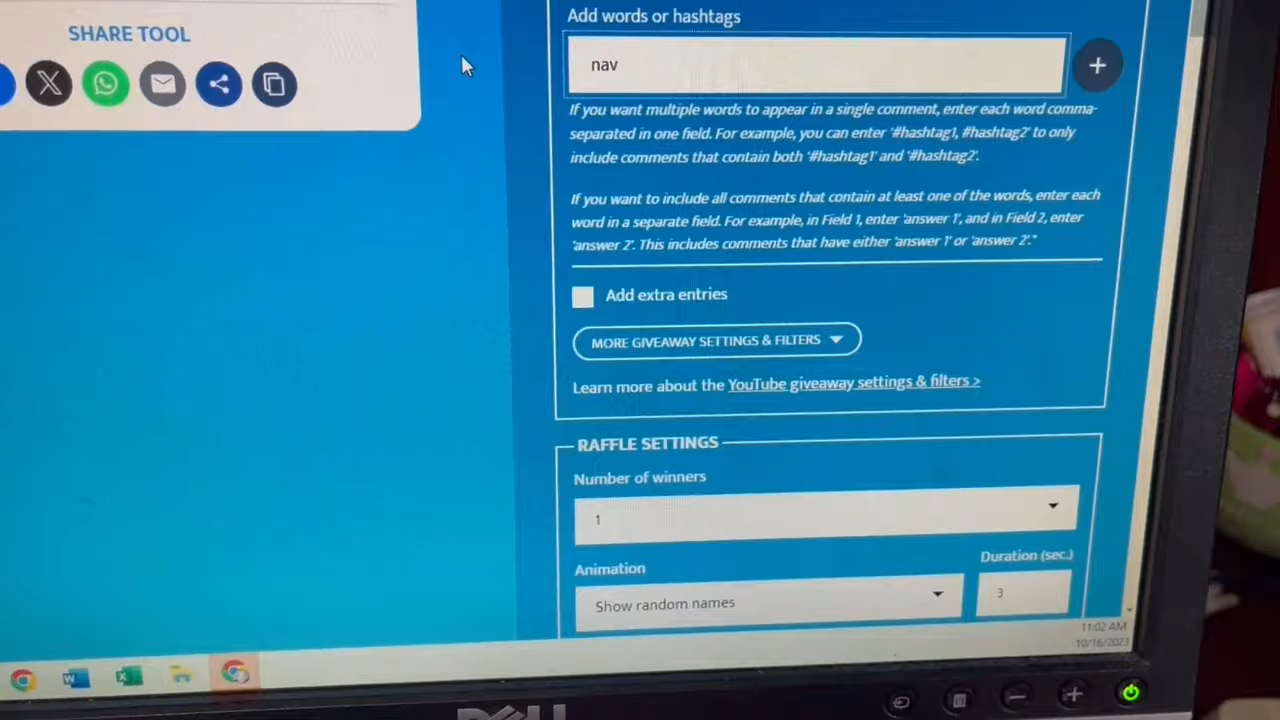 SHARE TOOL
Add words or hashtags
nav
If you want multiple words to appear in a single comment, enter each word comma-
separated in one field. For example, you can enter '#hashtag1, #hashtag2' to only
include comments that contain both '#hashtag1' and '#hashtag2'.
If you want to include all comments that contain at least one of the words, enter each
word in a separate field. For example, in Field 1, enter 'answer 1', and in Field 2, enter
'answer 2'. This includes comments that have either 'answer 1' or 'answer 2'."
Add extra entries
MORE GIVEAWAY SETTINGS & FILTERS
Learn more about the YouTube giveaway settings & filters >
RAFFLE SETTINGS
Number of winners
1
Animation
Duration (sec.)
Show random names
3
11:02 AM
10/16/2023
DELL